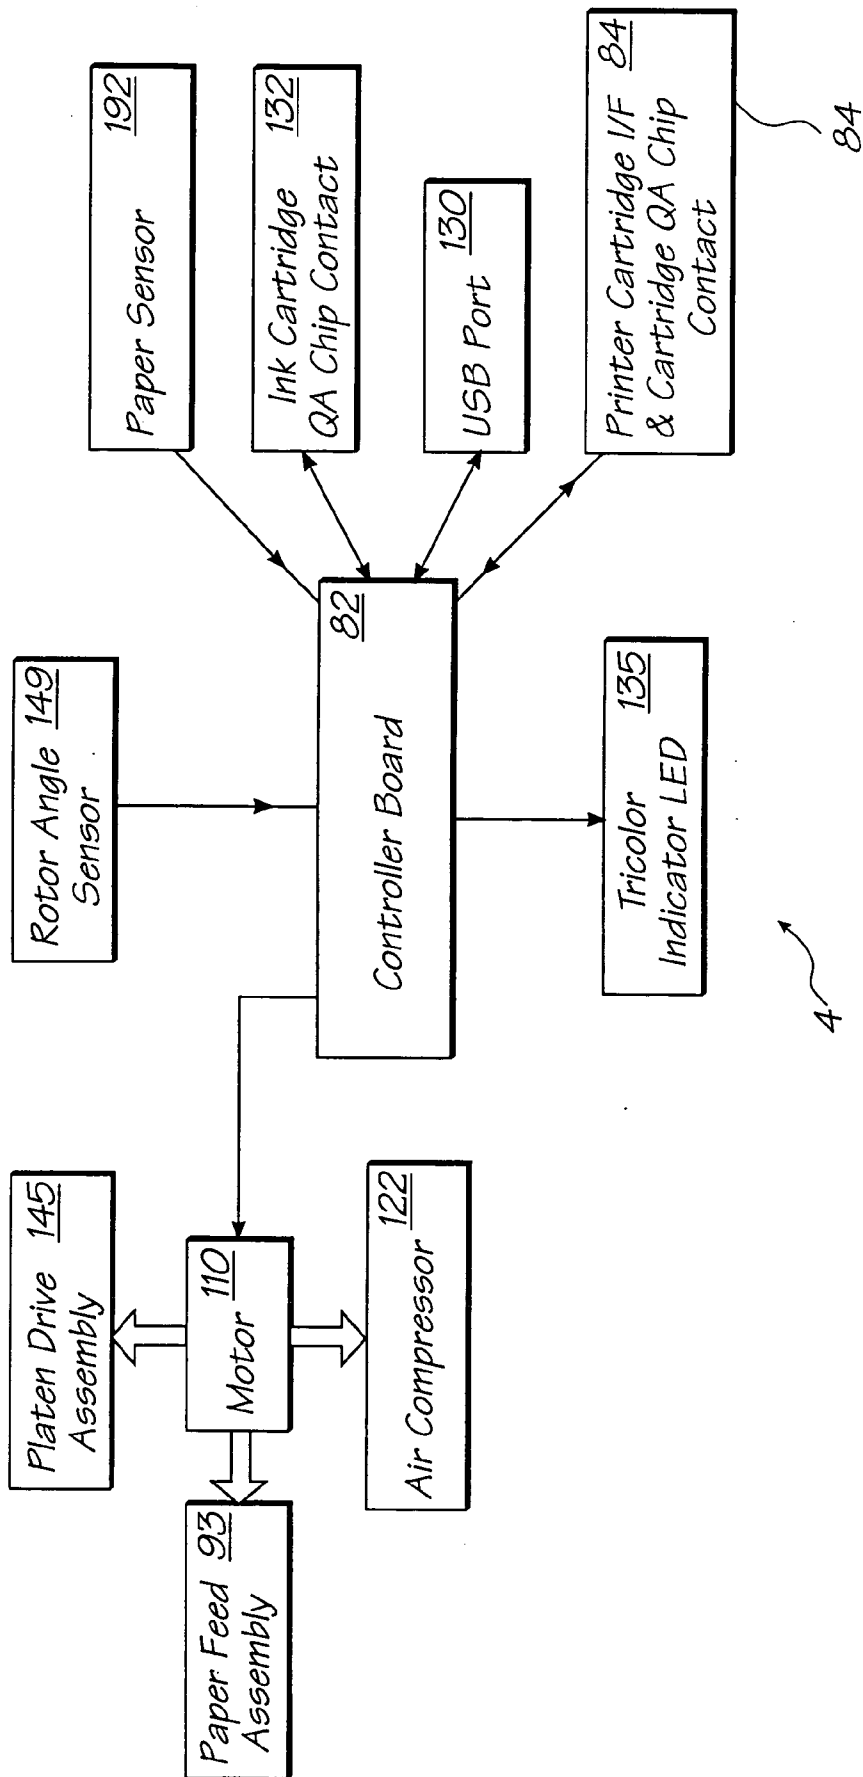 Platen Drive 145
Assembly
Rotor Angle 149
Sensor
Paper Sensor 192
Paper Feed 93
Assembly
Motor 110
Ink Cartridge 132
QA Chip Contact
Controller Board 82
Air Compressor 122
USB Port 130
Tricolor 135
Indicator LED
Printer Cartridge I/F 84
& Cartridge QA Chip
Contact
4
84